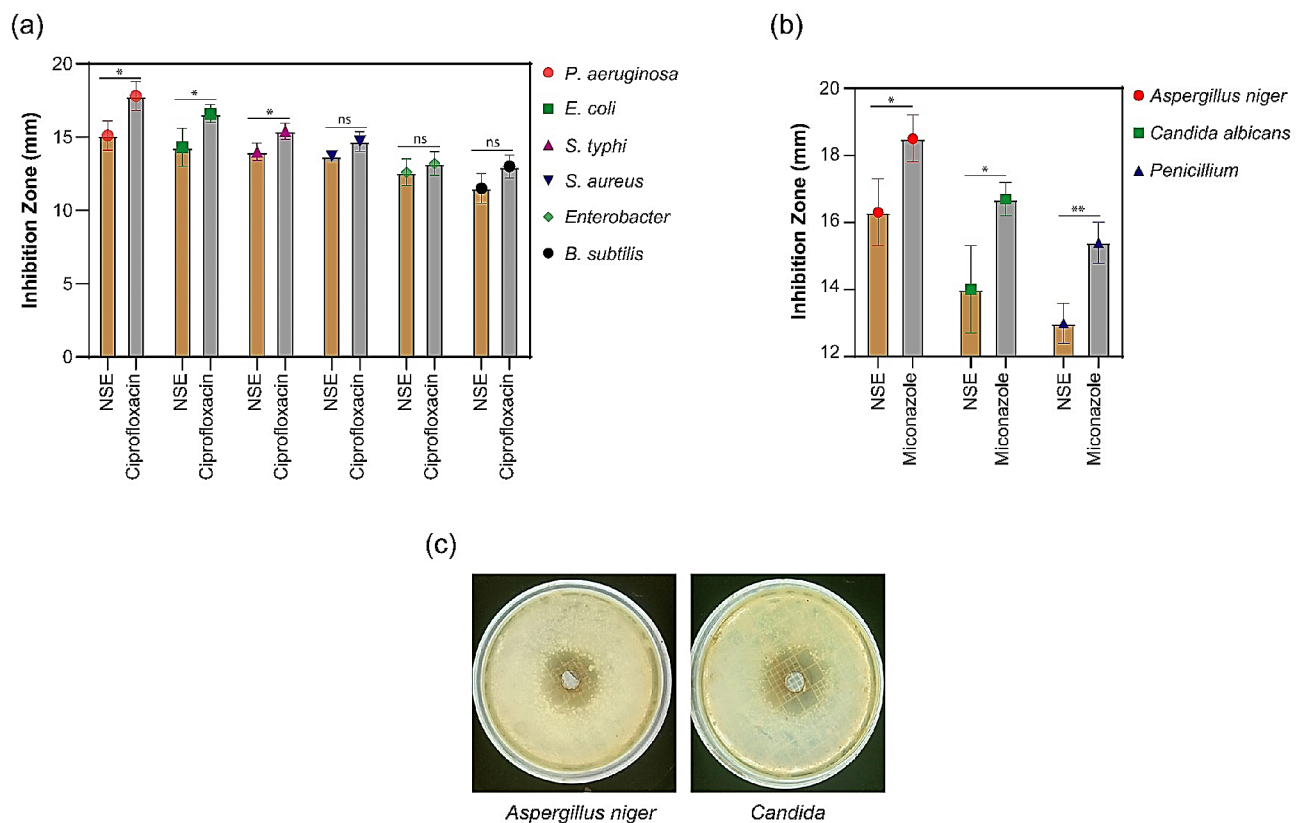 (a)
20
15
10
5
0
Inhibition Zone (mm)
*
*
*
ns
ns
ns
NSE
Ciprofloxacin
NSE
Ciprofloxacin
NSE
Ciprofloxacin
NSE
Ciprofloxacin
NSE
Ciprofloxacin
NSE
Ciprofloxacin
P. aeruginosa
E. coli
S. typhi
S. aureus
Enterobacter
B. subtilis
(b)
20
18
16
14
12
Inhibition Zone (mm)
*
*
**
NSE
Miconazole
NSE
Miconazole
NSE
Miconazole
Aspergillus niger
Candida albicans
Penicillium
(c)
Aspergillus niger
Candida